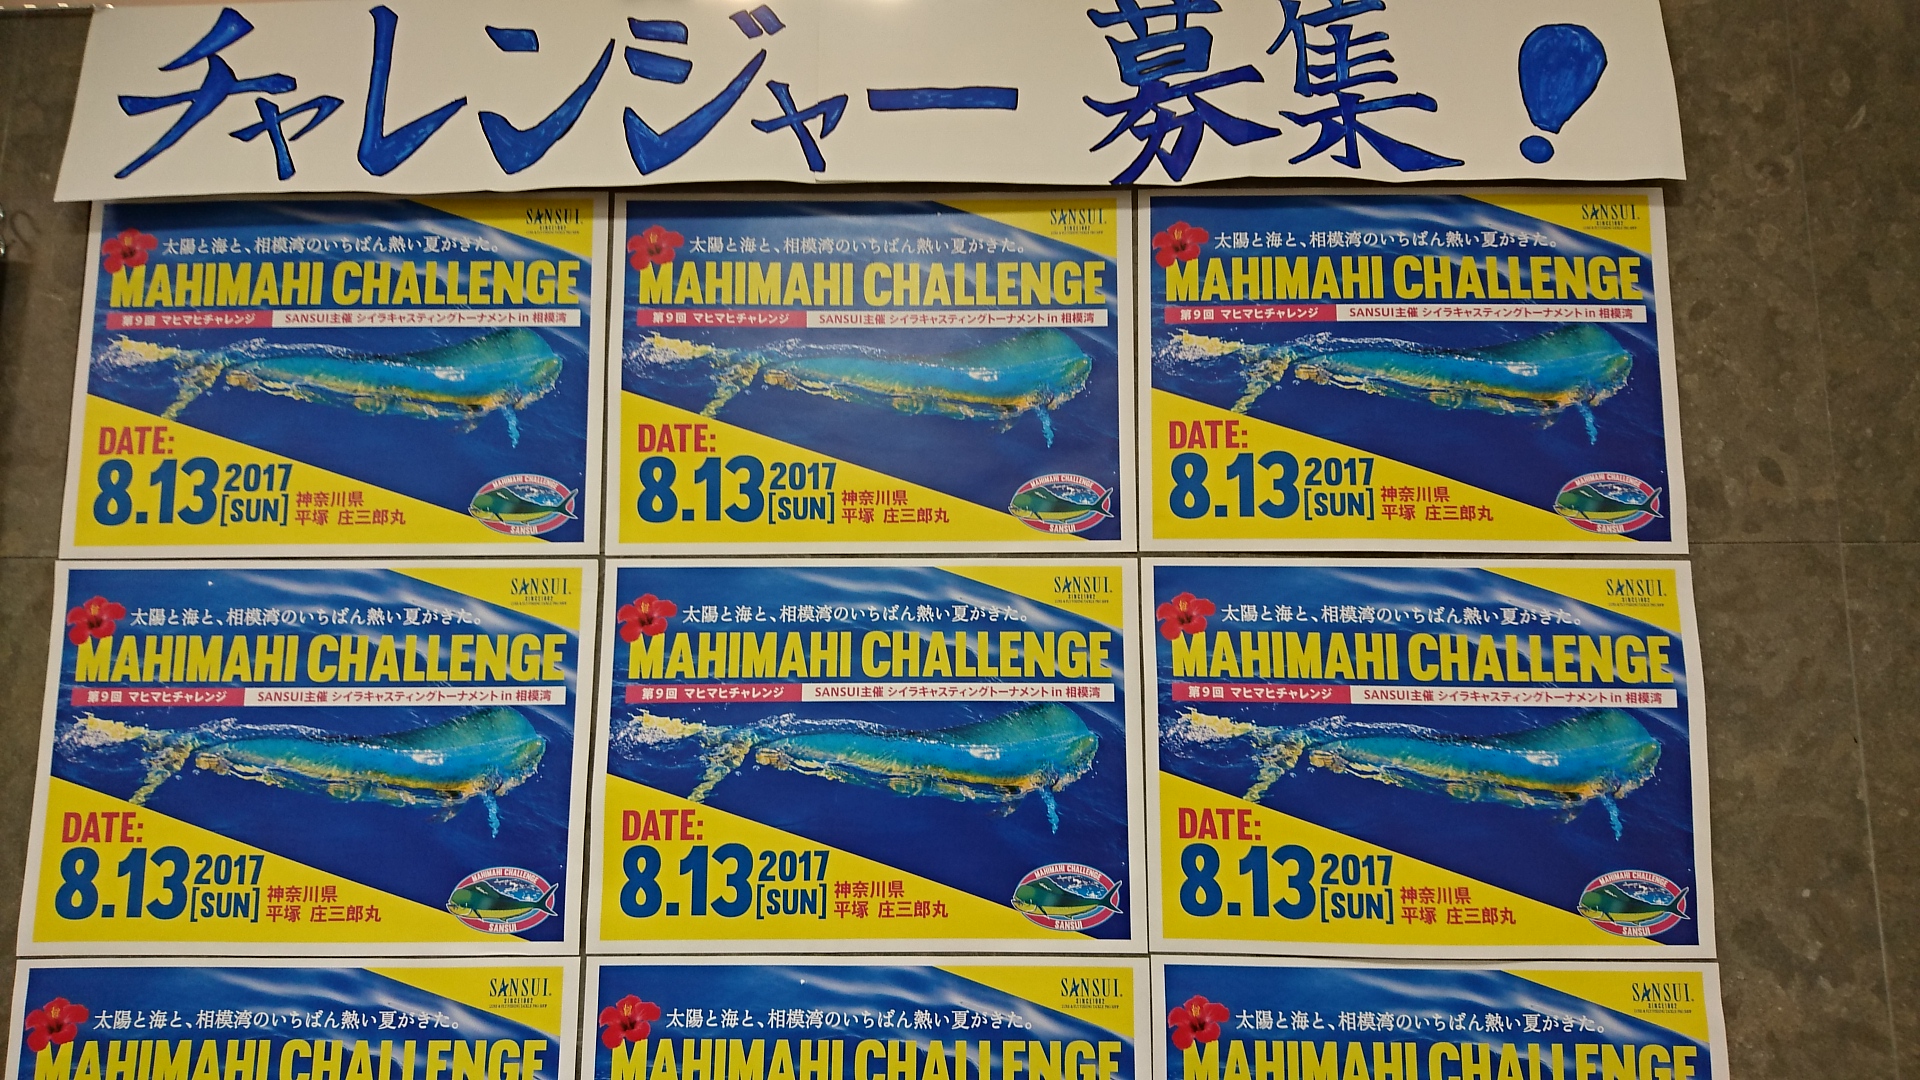 チャレンジャー募集!
SANSUI
SINCE1902
太陽と海と、相模湾のいちばん熱い夏がきた。
MAHIMAHI CHALLENGE
第9回 マヒマヒチャレンジ SANSUI主催 シイラキャスティングトーナメント in 相模湾
DATE:
8.13 2017 [SUN]
神奈川県
平塚 庄三郎丸
MAHIMAHI CHALLENGE
SANSUI
SANSUI
SINCE1902
太陽と海と、相模湾のいちばん熱い夏がきた。
MAHIMAHI CHALLENGE
第9回 マヒマヒチャレンジ SANSUI主催 シイラキャスティングトーナメント in 相模湾
DATE:
8.13 2017 [SUN]
神奈川県
平塚 庄三郎丸
MAHIMAHI CHALLENGE
SANSUI
SANSUI
SINCE1902
太陽と海と、相模湾のいちばん熱い夏がきた。
MAHIMAHI CHALLENGE
第9回 マヒマヒチャレンジ SANSUI主催 シイラキャスティングトーナメント in 相模湾
DATE:
8.13 2017 [SUN]
神奈川県
平塚 庄三郎丸
MAHIMAHI CHALLENGE
SANSUI
SANSUI
SINCE1902
太陽と海と、相模湾のいちばん熱い夏がきた。
MAHIMAHI CHALLENGE
第9回 マヒマヒチャレンジ SANSUI主催 シイラキャスティングトーナメント in 相模湾
DATE:
8.13 2017 [SUN]
神奈川県
平塚 庄三郎丸
MAHIMAHI CHALLENGE
SANSUI
SANSUI
SINCE1902
太陽と海と、相模湾のいちばん熱い夏がきた。
MAHIMAHI CHALLENGE
第9回 マヒマヒチャレンジ SANSUI主催 シイラキャスティングトーナメント in 相模湾
DATE:
8.13 2017 [SUN]
神奈川県
平塚 庄三郎丸
MAHIMAHI CHALLENGE
SANSUI
SANSUI
SINCE1902
太陽と海と、相模湾のいちばん熱い夏がきた。
MAHIMAHI CHALLENGE
第9回 マヒマヒチャレンジ SANSUI主催 シイラキャスティングトーナメント in 相模湾
DATE:
8.13 2017 [SUN]
神奈川県
平塚 庄三郎丸
MAHIMAHI CHALLENGE
SANSUI
SANSUI
SINCE1902
太陽と海と、相模湾のいちばん熱い夏がきた。
MAHIMAHI CHALLENGE
SANSUI
SINCE1902
太陽と海と、相模湾のいちばん熱い夏がきた。
MAHIMAHI CHALLENGE
SANSUI
SINCE1902
太陽と海と、相模湾のいちばん熱い夏がきた。
MAHIMAHI CHALLENGE